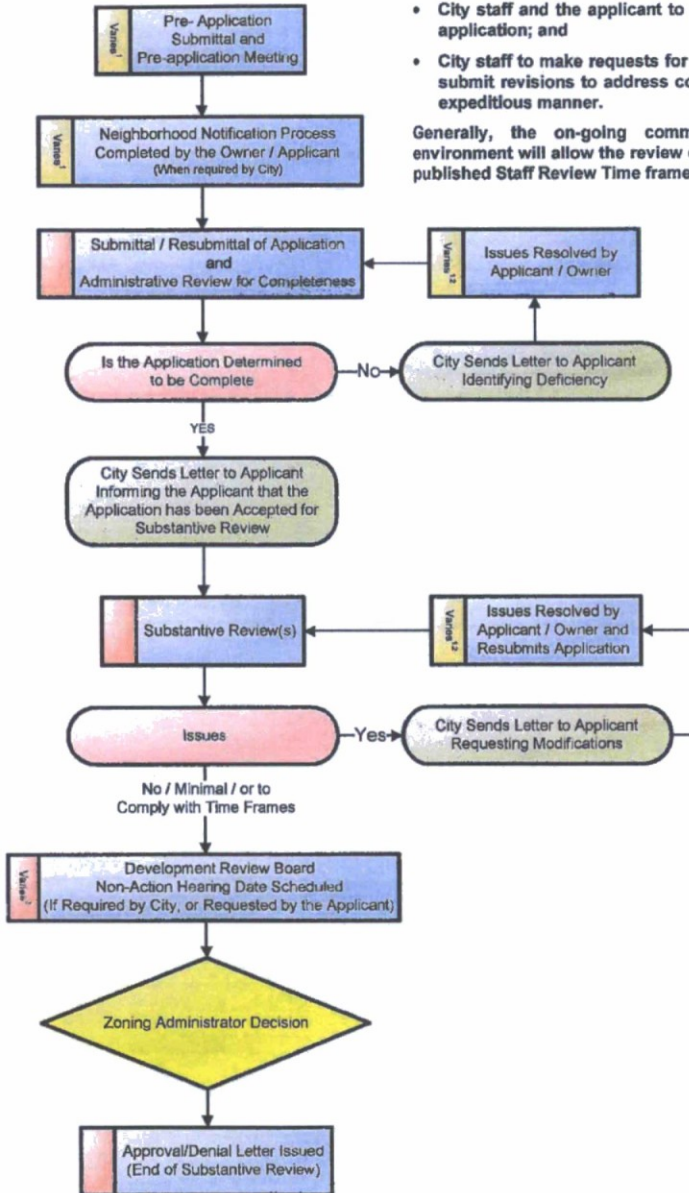 • City staff and the applicant to
application; and
• City staff to make requests for
submit revisions to address co
expeditious manner.
Generally, the on-going comm
environment will allow the review
published Staff Review Time frame
Varies1
Pre- Application
Submittal and
Pre-application Meeting
Varies1
Neighborhood Notification Process
Completed by the Owner / Applicant
(When required by City)
Submittal / Resubmittal of Application
and
Administrative Review for Completeness
Varies1,2
Issues Resolved by
Applicant / Owner
Is the Application Determined
to be Complete
No
City Sends Letter to Applicant
Identifying Deficiency
YES
City Sends Letter to Applicant
Informing the Applicant that the
Application has been Accepted for
Substantive Review
Substantive Review(s)
Varies1,2
Issues Resolved by
Applicant / Owner and
Resubmits Application
Issues
Yes
City Sends Letter to Applicant
Requesting Modifications
No / Minimal / or to
Comply with Time Frames
Varies
Development Review Board
Non-Action Hearing Date Scheduled
(If Required by City, or Requested by the Applicant)
Zoning Administrator Decision
Approval/Denial Letter Issued
(End of Substantive Review)